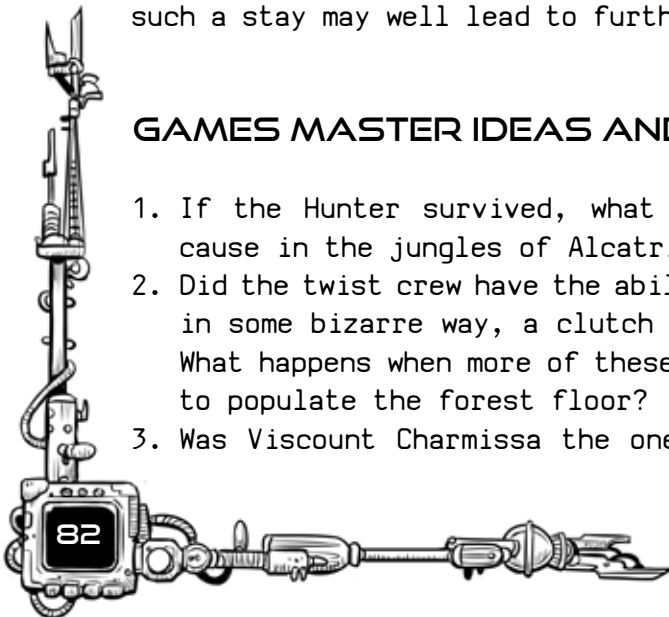 such a stay may well lead to furth
GAMES MASTER IDEAS AND
1. If the Hunter survived, what
cause in the jungles of Alcatr
2. Did the twist crew have the abil
in some bizarre way, a clutch
What happens when more of these
to populate the forest floor?
3. Was Viscount Charmissa the one
82